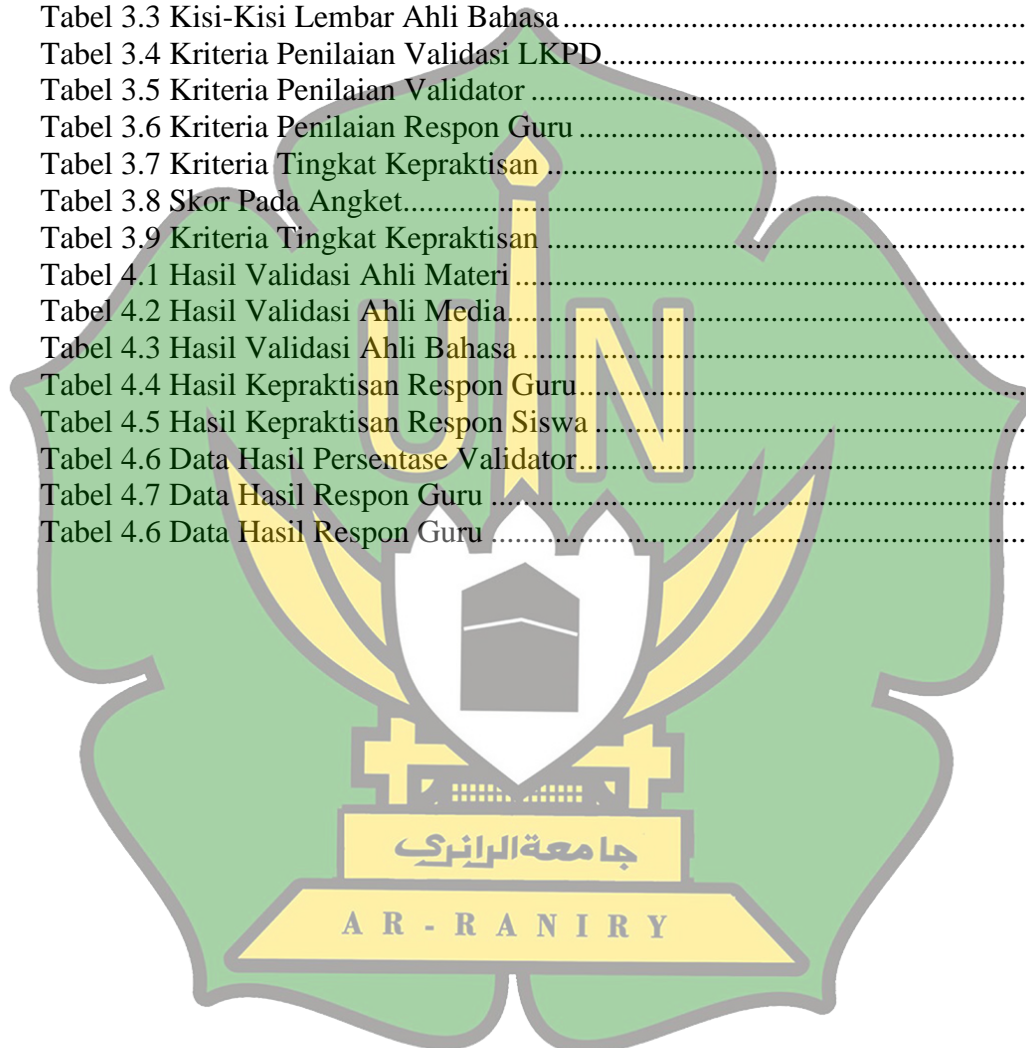 Tabel 3.3 Kisi-Kisi Lembar Ahli Bahasa ........................................................
Tabel 3.4 Kriteria Penilaian Validasi LKPD ..................................................
Tabel 3.5 Kriteria Penilaian Validator ............................................................
Tabel 3.6 Kriteria Penilaian Respon Guru .....................................................
Tabel 3.7 Kriteria Tingkat Kepraktisan ..........................................................
Tabel 3.8 Skor Pada Angket ...........................................................................
Tabel 3.9 Kriteria Tingkat Kepraktisan ..........................................................
Tabel 4.1 Hasil Validasi Ahli Materi ..............................................................
Tabel 4.2 Hasil Validasi Ahli Media ..............................................................
Tabel 4.3 Hasil Validasi Ahli Bahasa .............................................................
Tabel 4.4 Hasil Kepraktisan Respon Guru .....................................................
Tabel 4.5 Hasil Kepraktisan Respon Siswa ...................................................
Tabel 4.6 Data Hasil Persentase Validator .....................................................
Tabel 4.7 Data Hasil Respon Guru .................................................................
Tabel 4.6 Data Hasil Respon Guru .................................................................
UIN
جامعةالرانري
AR-RANIRY